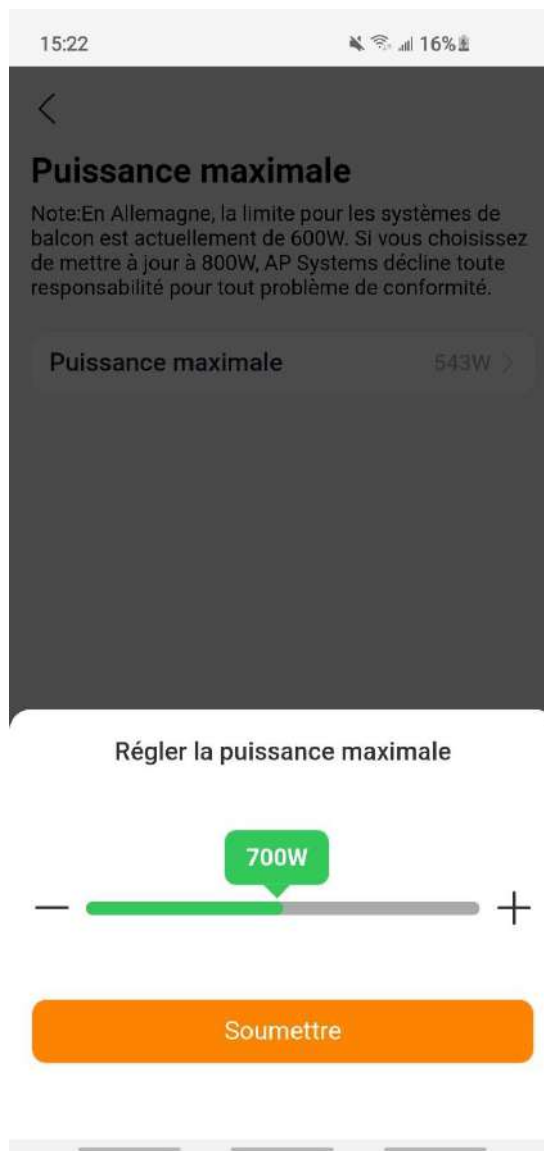 15:22 16%
Puissance maximale
Note:En Allemagne, la limite pour les systèmes de
balcon est actuellement de 600W. Si vous choisissez
de mettre à jour à 800W, AP Systems décline toute
responsabilité pour tout problème de conformité.
Puissance maximale 543W
Régler la puissance maximale
700W
Soumettre